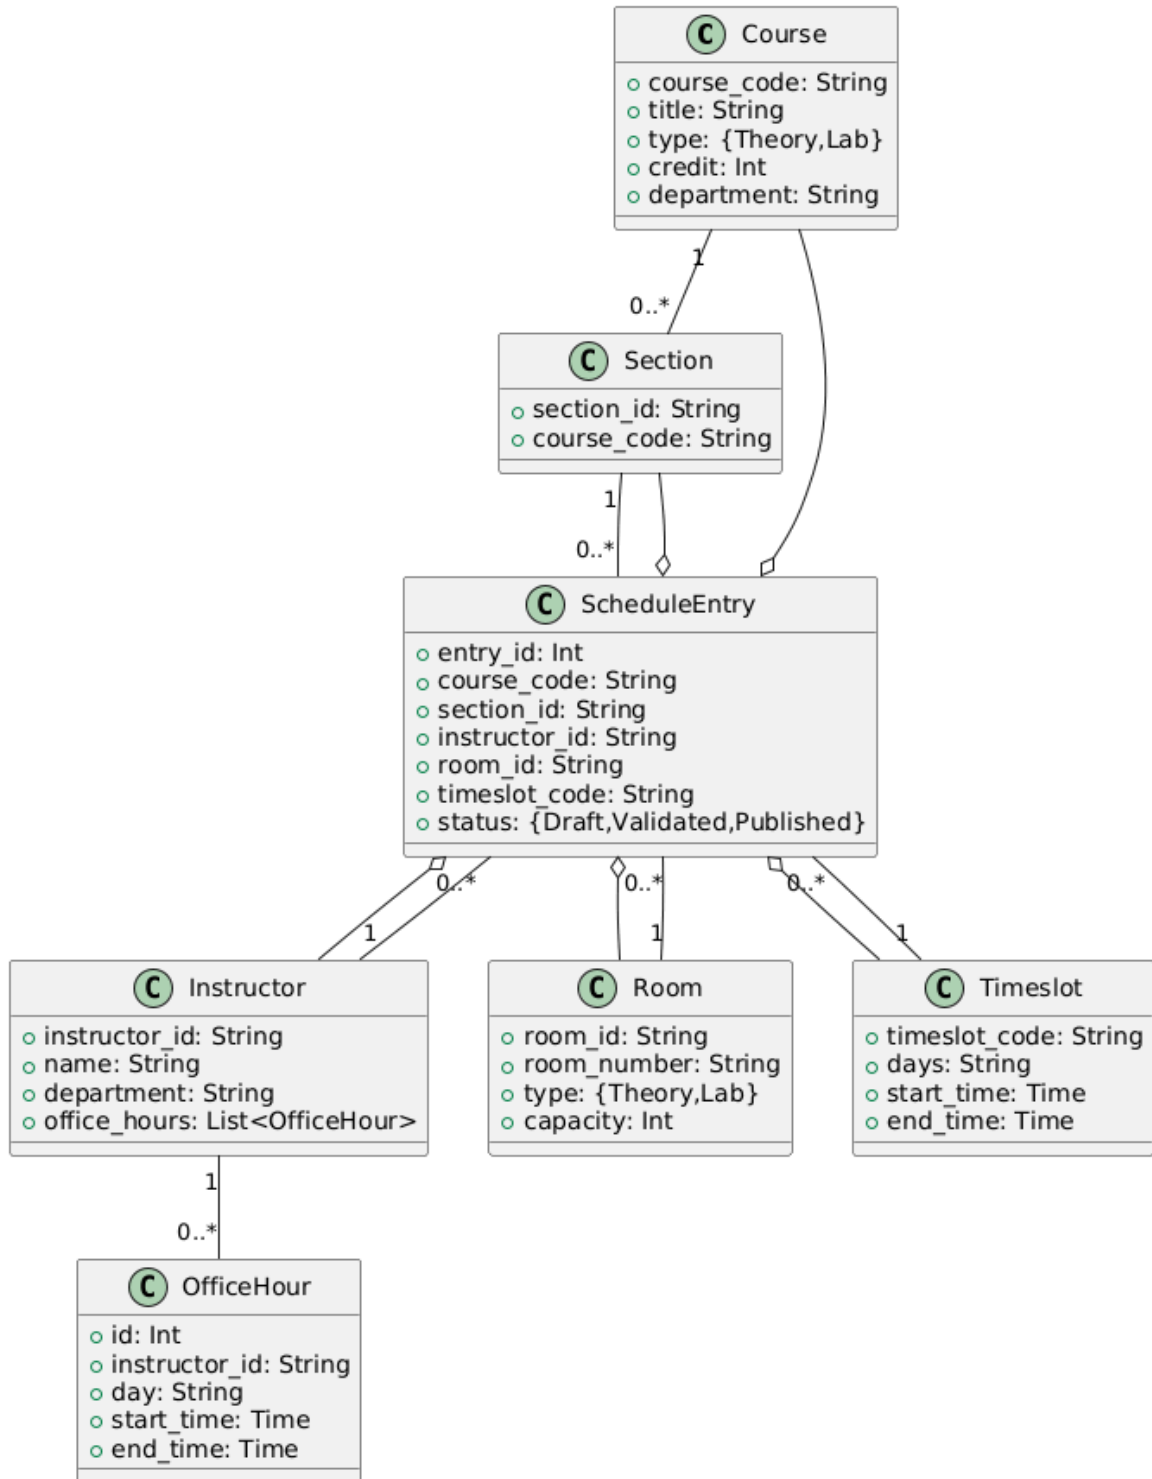 C Course
course_code: String
title: String
type: {Theory,Lab}
credit: Int
department: String
1
0..*
C Section
section_id: String
course_code: String
1
0..*
C ScheduleEntry
entry_id: Int
course_code: String
section_id: String
instructor_id: String
room_id: String
timeslot_code: String
status: {Draft,Validated,Published}
0..* 0..* 0..*
1 1 1
C Instructor
instructor_id: String
name: String
department: String
office_hours: List<OfficeHour>
C Room
room_id: String
room_number: String
type: {Theory,Lab}
capacity: Int
C Timeslot
timeslot_code: String
days: String
start_time: Time
end_time: Time
1
0..*
C OfficeHour
id: Int
instructor_id: String
day: String
start_time: Time
end_time: Time